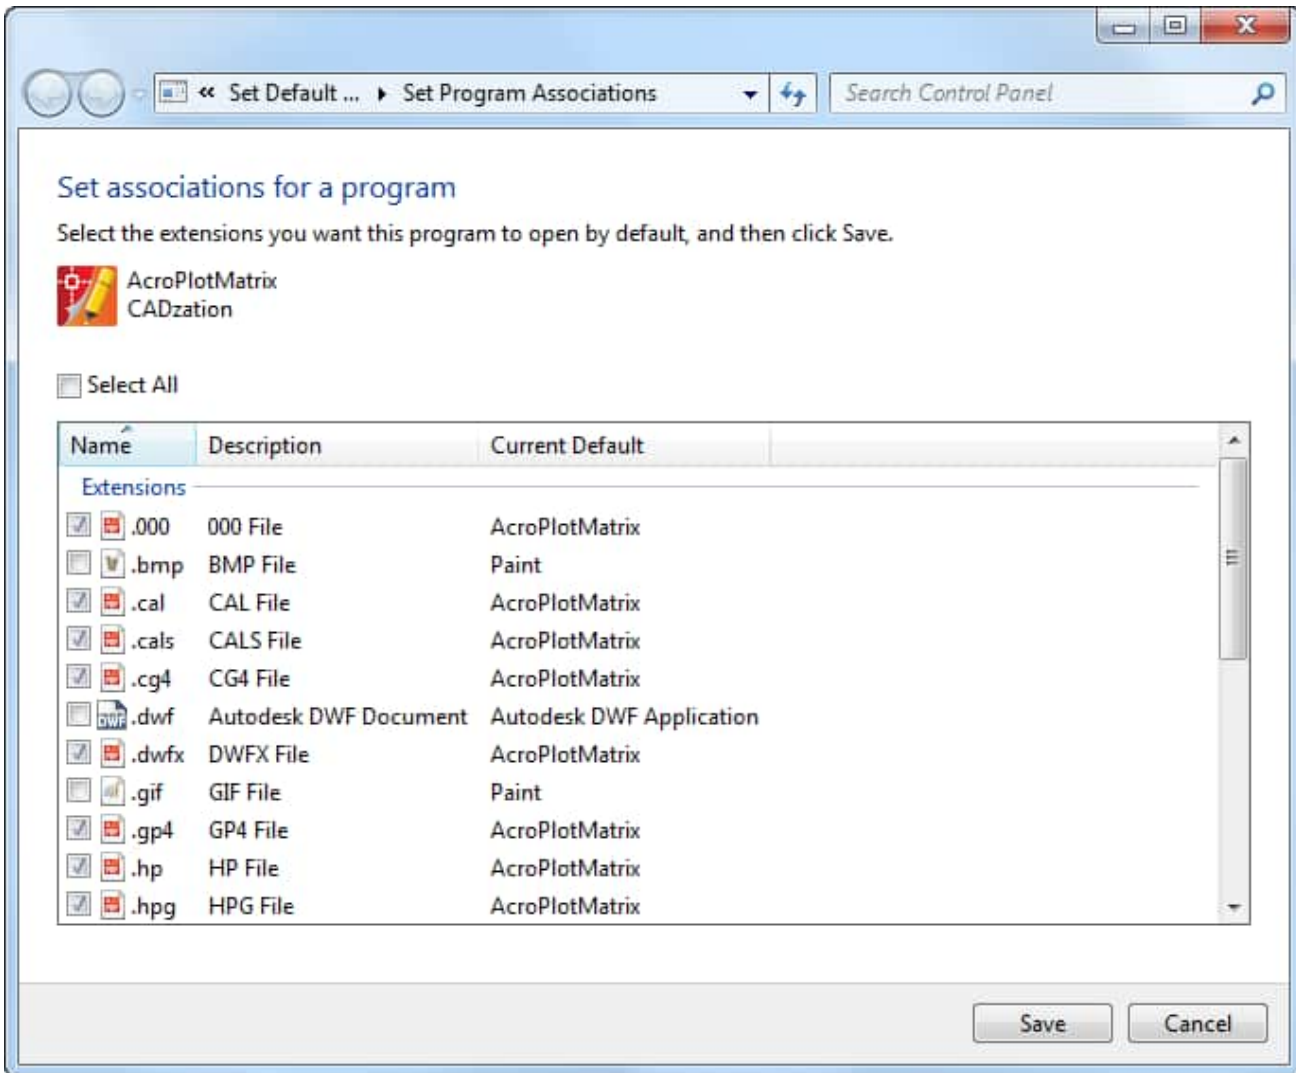 « Set Default ... ▸ Set Program Associations
Search Control Panel
Set associations for a program
Select the extensions you want this program to open by default, and then click Save.
AcroPlotMatrix
CADzation
Select All
Name Description Current Default
Extensions
.000 000 File AcroPlotMatrix
.bmp BMP File Paint
.cal CAL File AcroPlotMatrix
.cals CALS File AcroPlotMatrix
.cg4 CG4 File AcroPlotMatrix
DWF .dwf Autodesk DWF Document Autodesk DWF Application
.dwfx DWFX File AcroPlotMatrix
.gif GIF File Paint
.gp4 GP4 File AcroPlotMatrix
.hp HP File AcroPlotMatrix
.hpg HPG File AcroPlotMatrix
Save Cancel